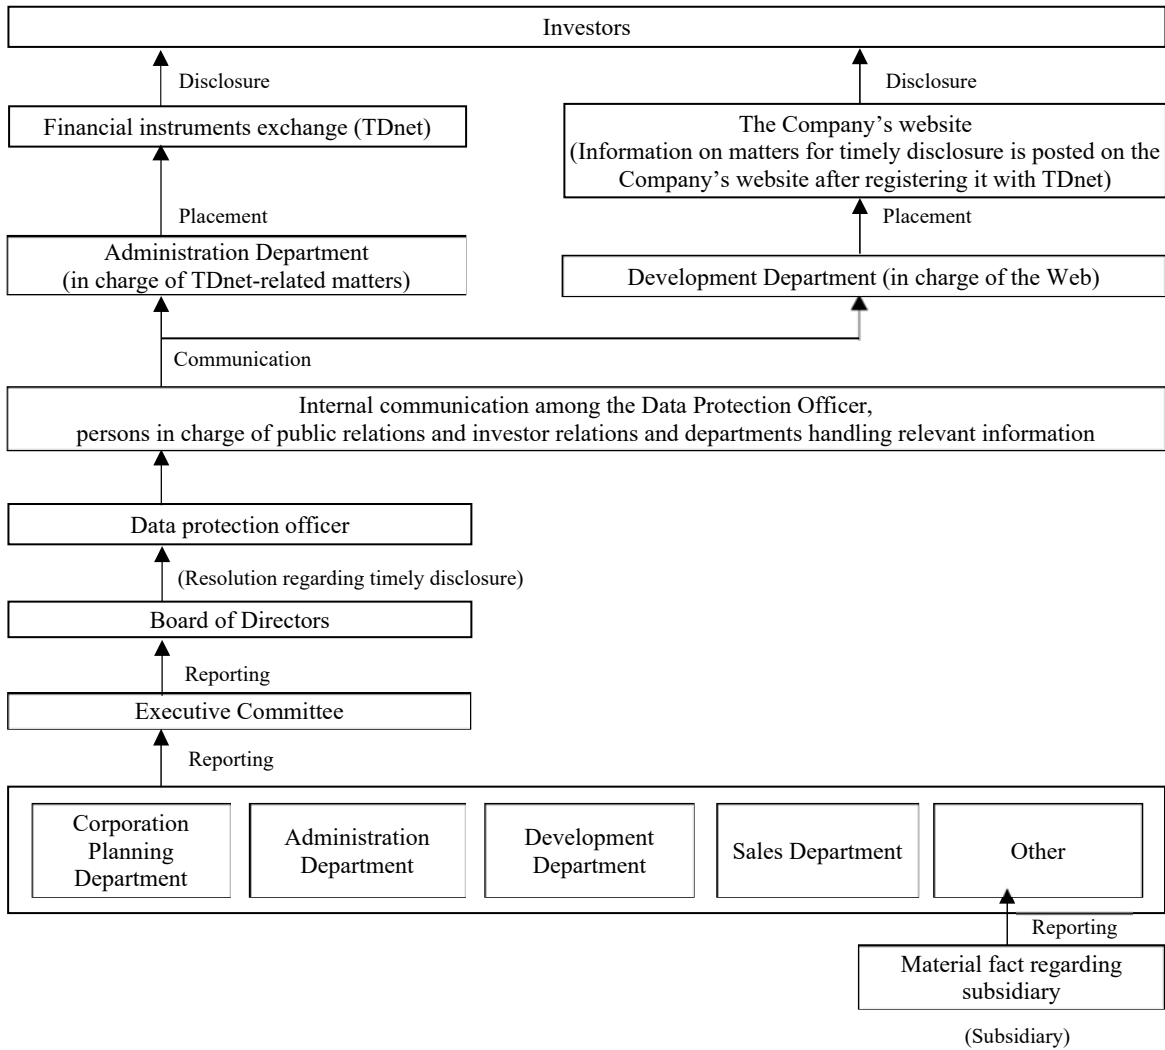 Investors
Disclosure
Disclosure
Financial instruments exchange (TDnet)
The Company’s website
(Information on matters for timely disclosure is posted on the
Company’s website after registering it with TDnet)
Placement
Placement
Administration Department
(in charge of TDnet-related matters)
Development Department (in charge of the Web)
Communication
Internal communication among the Data Protection Officer,
persons in charge of public relations and investor relations and departments handling relevant information
Data protection officer
(Resolution regarding timely disclosure)
Board of Directors
Reporting
Executive Committee
Reporting
Corporation
Planning
Department
Administration
Department
Development
Department
Sales Department
Other
Reporting
Material fact regarding
subsidiary
(Subsidiary)